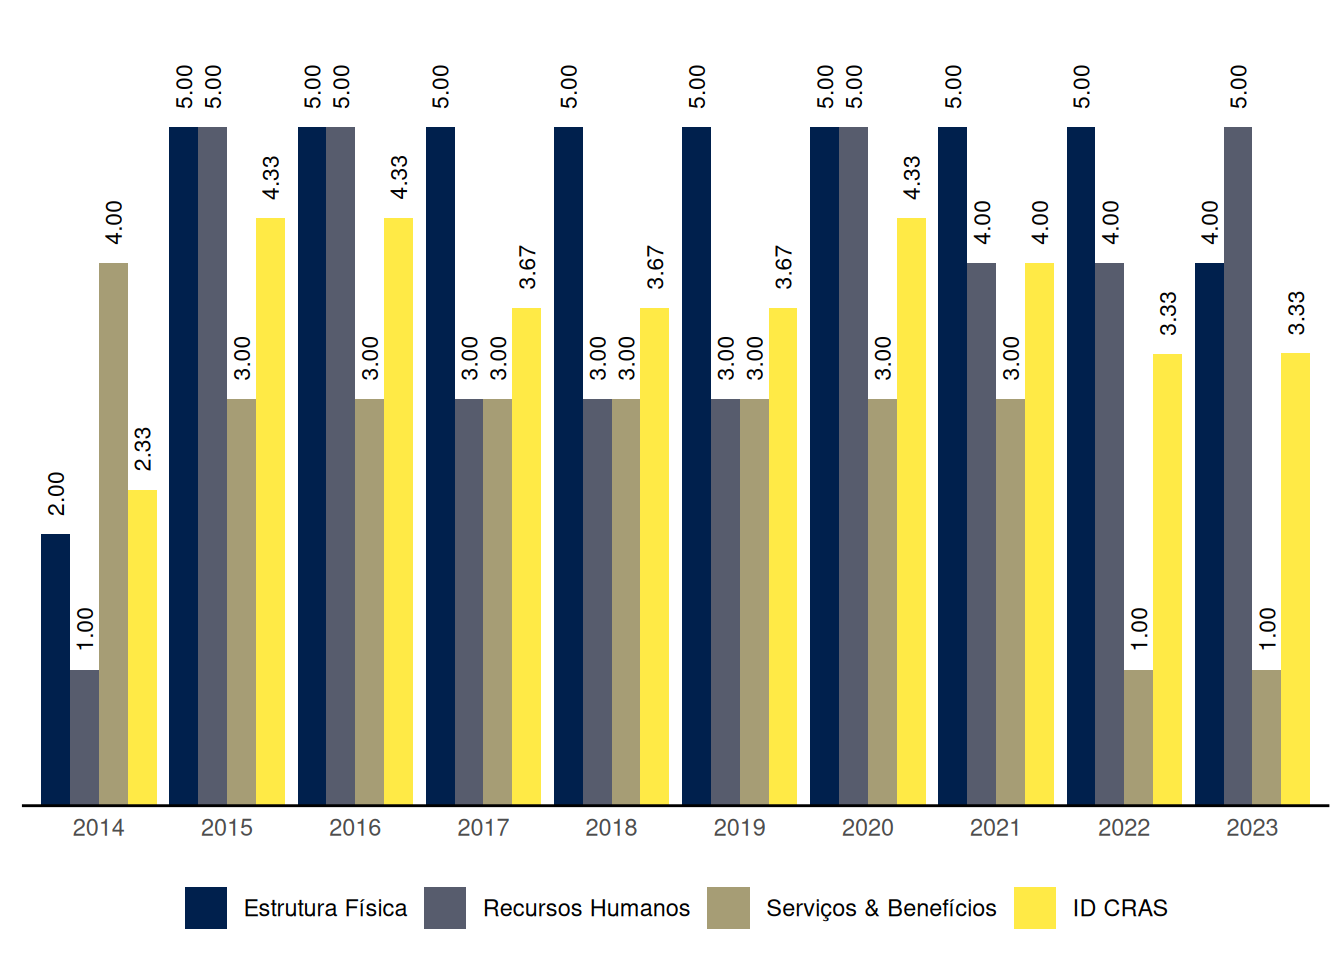 5.00 5.00 5.00 5.00 5.00 5.00 5.00 5.00 5.00 5.00 5.00 5.00
4.33 4.33 4.33
4.00 4.00 4.00 4.00 4.00
3.67 3.67 3.67
3.33 3.33
3.00 3.00 3.00 3.00 3.00 3.00 3.00 3.00 3.00 3.00
2.33
2.00
1.00 1.00 1.00
2014 2015 2016 2017 2018 2019 2020 2021 2022 2023
Estrutura Física Recursos Humanos Serviços & Benefícios ID CRAS